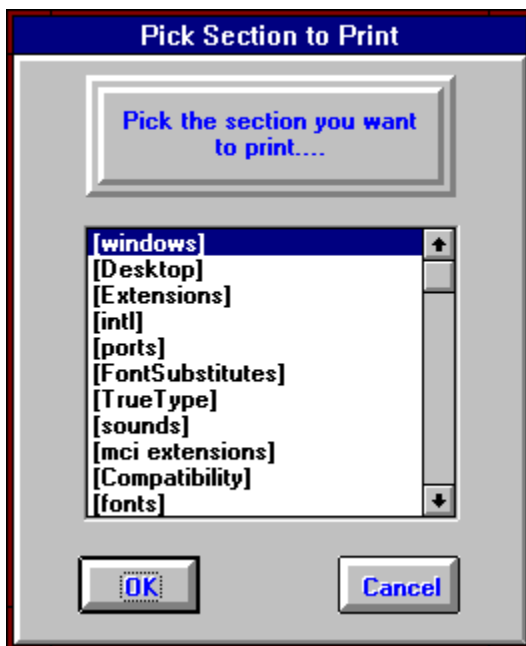 Pick Section to Print
Pick the section you want
to print....
[windows]
[Desktop]
[Extensions]
[intl]
[ports]
[FontSubstitutes]
[TrueType]
[sounds]
[mci extensions]
[Compatibility]
[fonts]
OK
Cancel